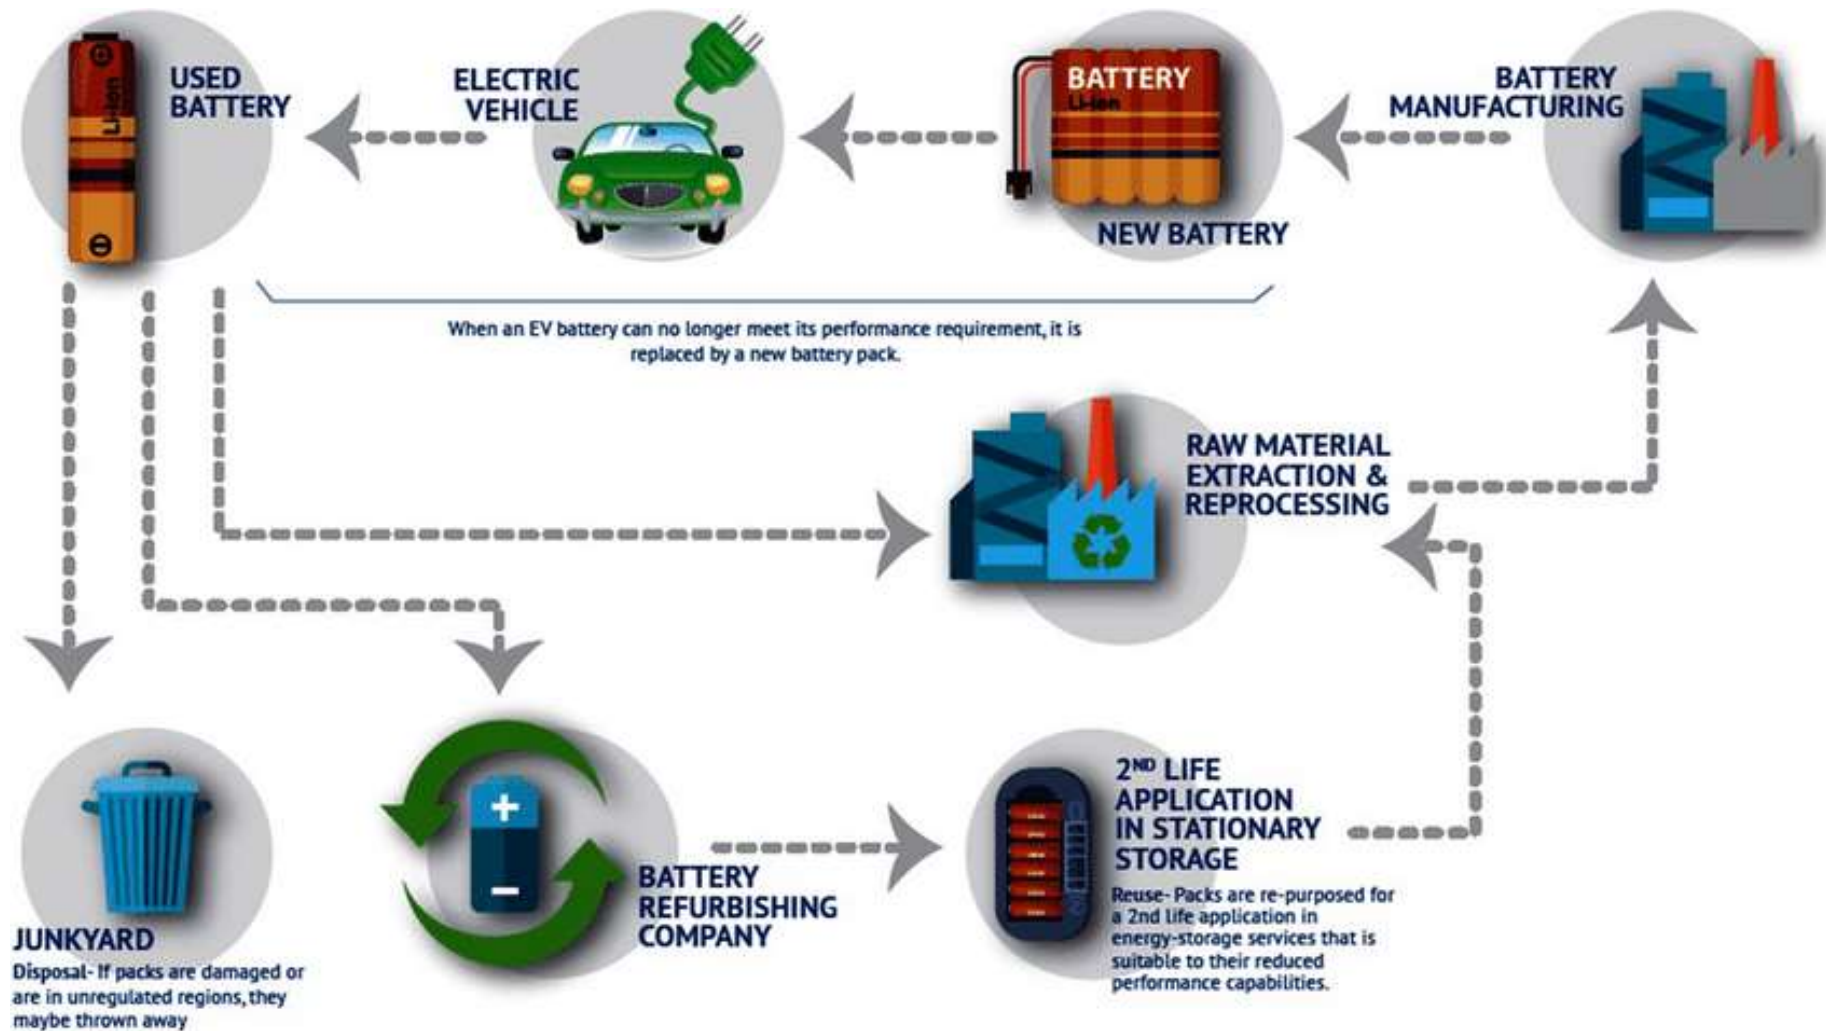 USED
BATTERY
Li-ion
ELECTRIC
VEHICLE
BATTERY
Li-ion
NEW BATTERY
BATTERY
MANUFACTURING
When an EV battery can no longer meet its performance requirement, it is
replaced by a new battery pack.
RAW MATERIAL
EXTRACTION &
REPROCESSING
JUNKYARD
Disposal- If packs are damaged or
are in unregulated regions, they
maybe thrown away
+
−
BATTERY
REFURBISHING
COMPANY
2ND LIFE
APPLICATION
IN STATIONARY
STORAGE
Reuse- Packs are re-purposed for
a 2nd life application in
energy-storage services that is
suitable to their reduced
performance capabilities.